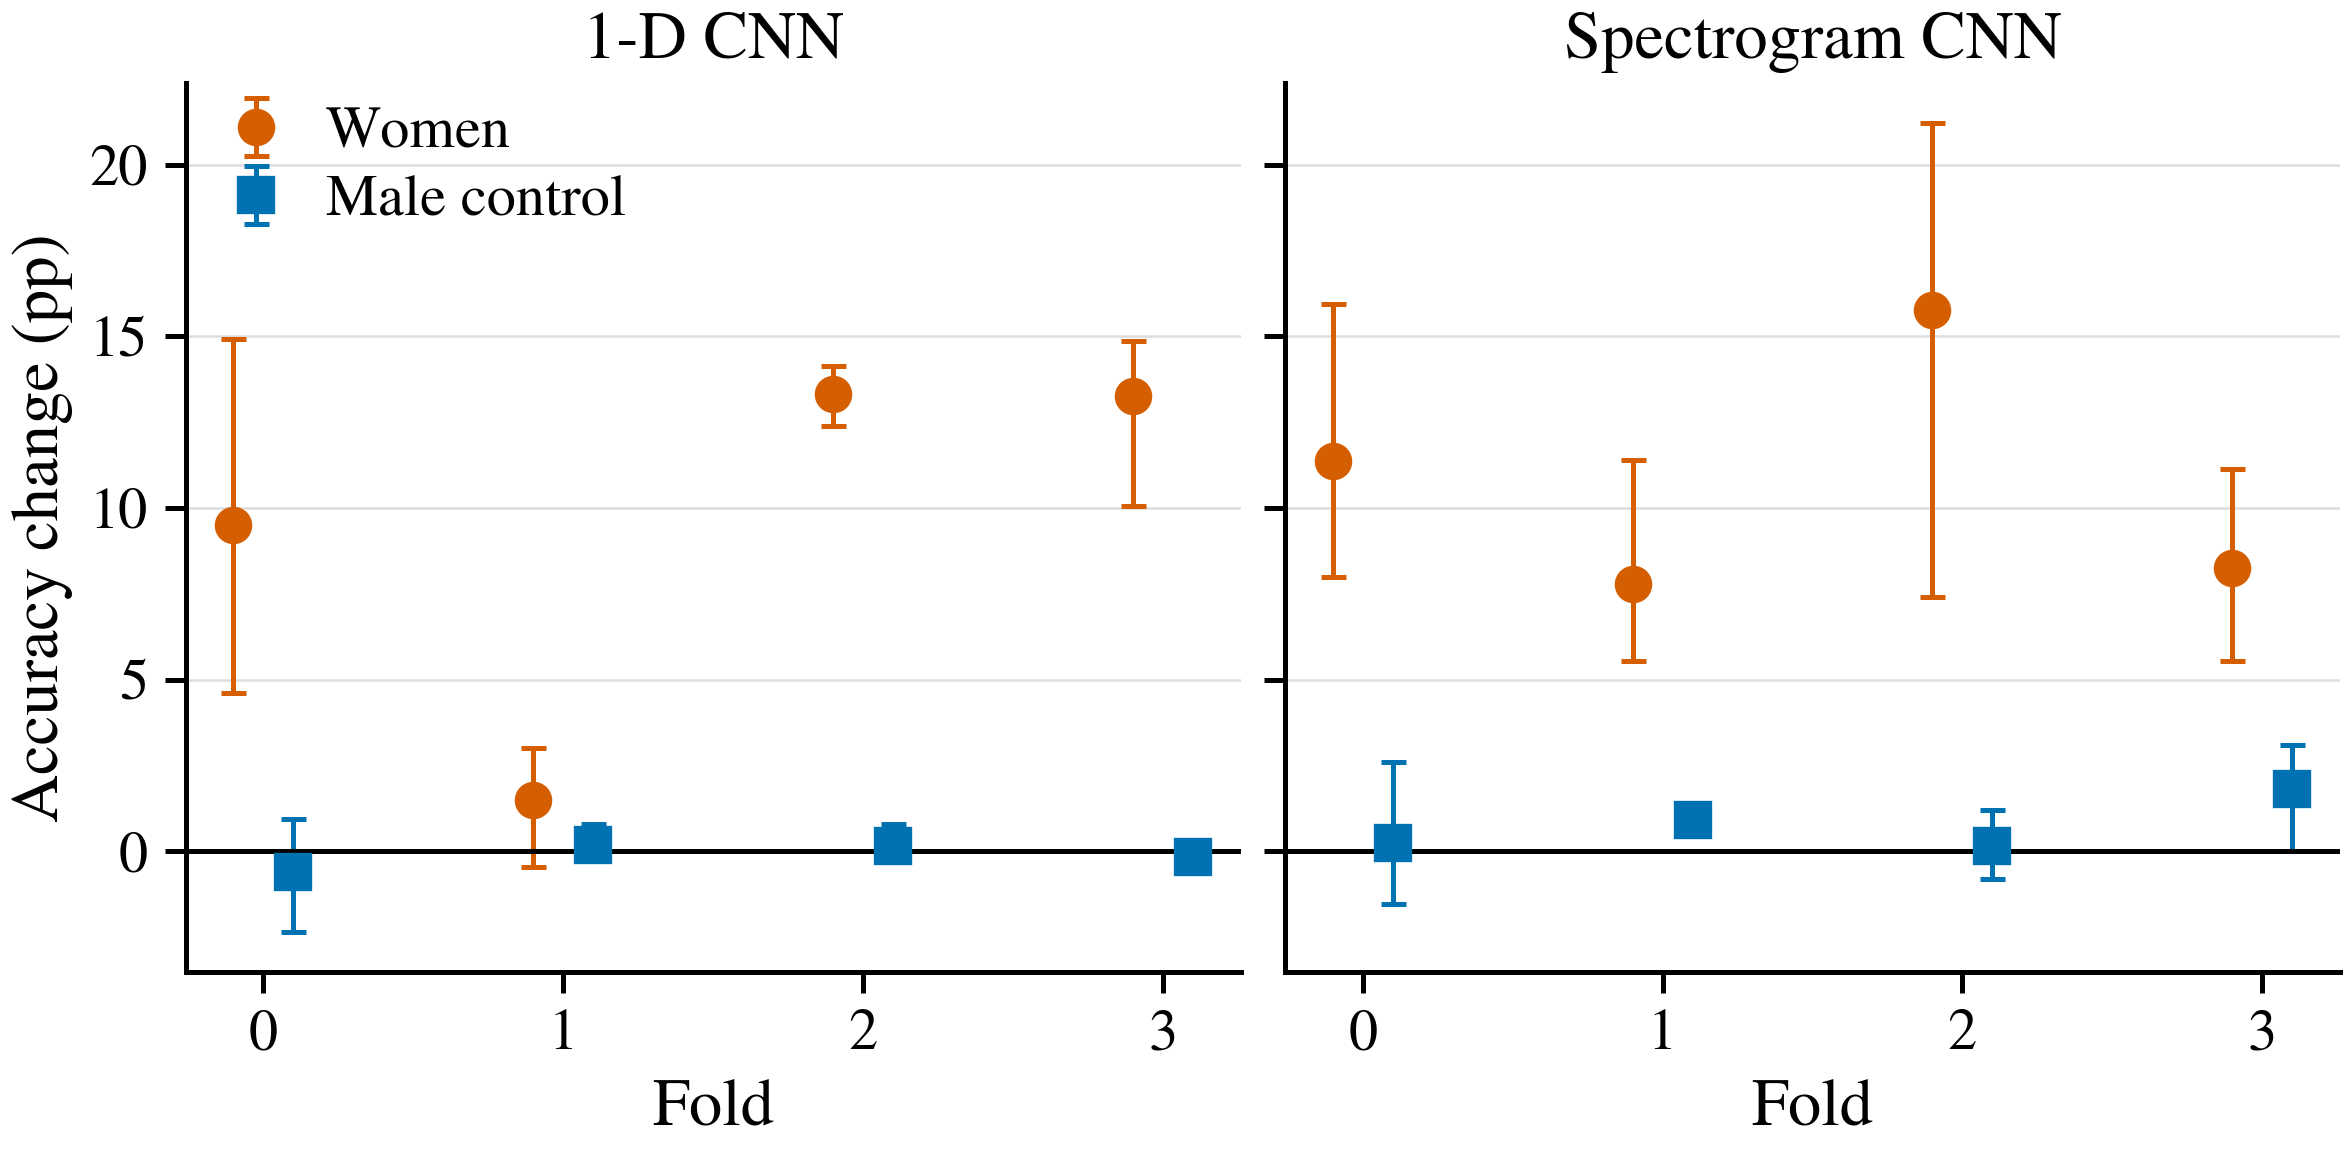 1-D CNN
Spectrogram CNN
Women
Male control
Accuracy change (pp)
20
15
10
5
0
0 1 2 3
0 1 2 3
Fold
Fold